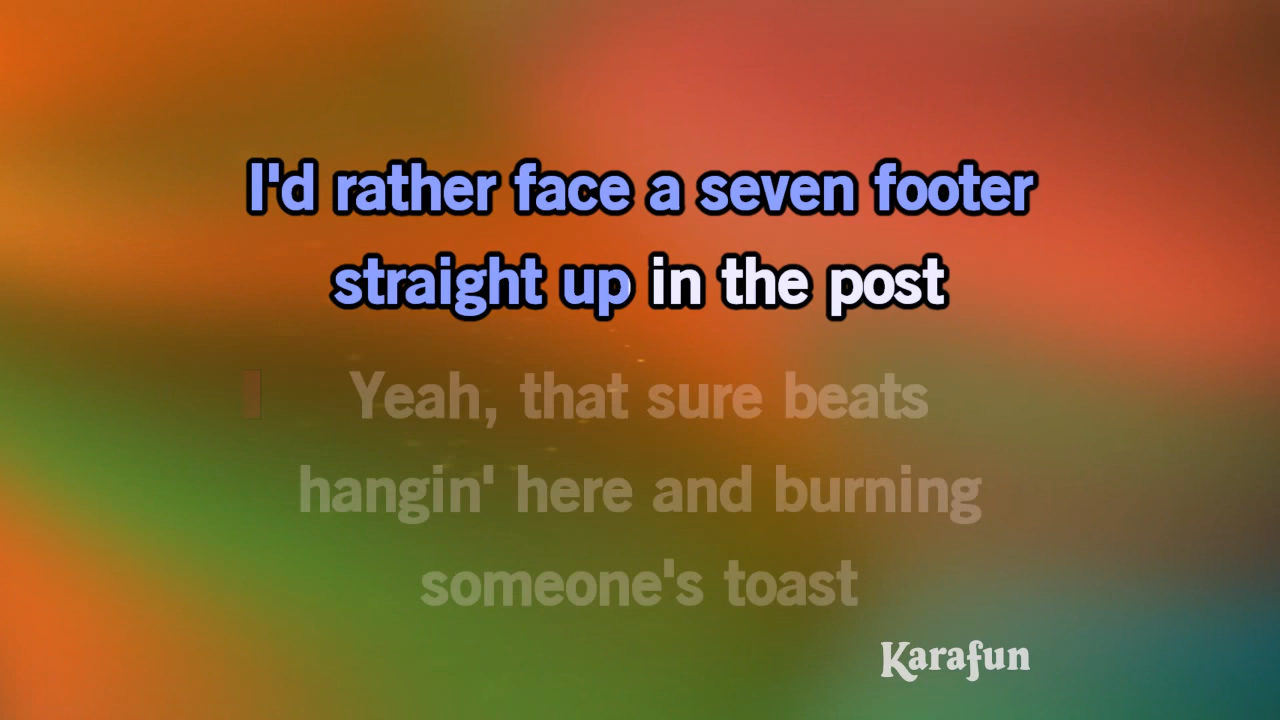 I'd rather face a seven footer
straight up in the post
Yeah, that sure beats
hangin' here and burning
someone's toast
Karafun